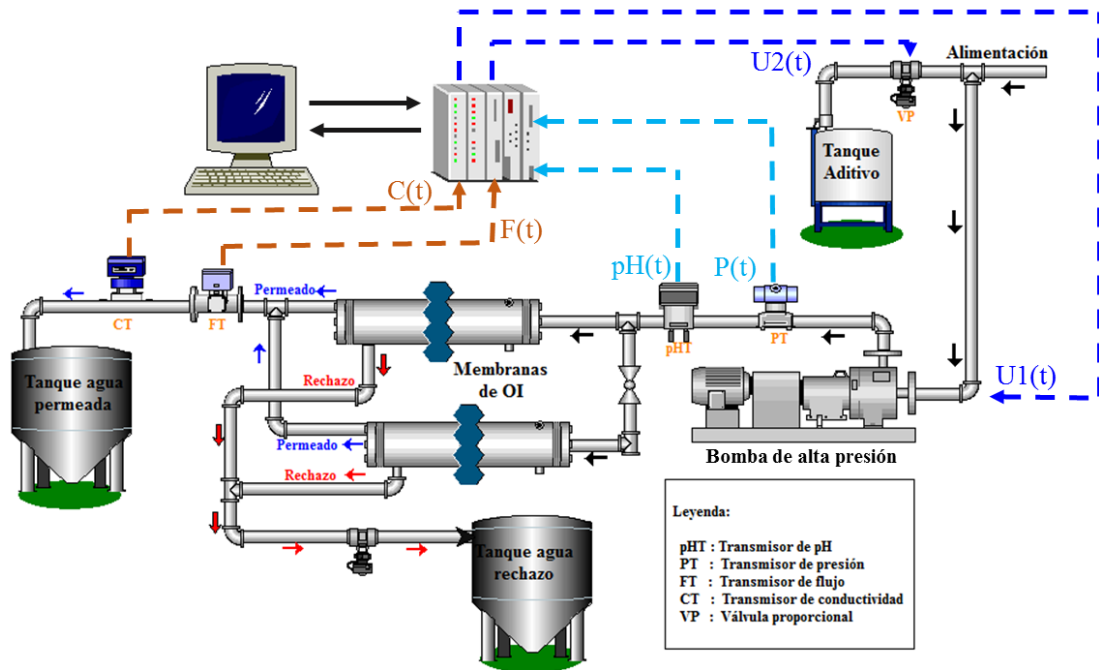 U2(t)
Alimentación
VP
Tanque
Aditivo
C(t)
F(t)
pH(t)
P(t)
Permeado
CT
FT
pHT
PT
Membranas
de OI
Tanque agua
permeada
Rechazo
U1(t)
Permeado
Rechazo
Bomba de alta presión
Leyenda:
pHT : Transmisor de pH
PT : Transmisor de presión
FT : Transmisor de flujo
CT : Transmisor de conductividad
VP : Válvula proporcional
Tanque agua
rechazo